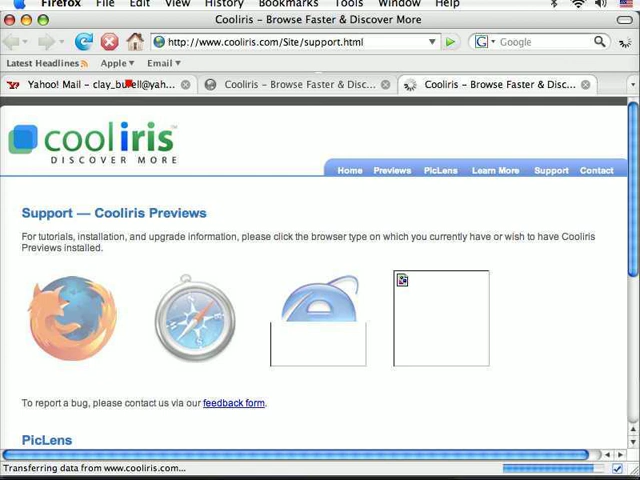 Firefox File Edit View History Bookmarks Tools Window Help
Cooliris – Browse Faster & Discover More
http://www.cooliris.com/Site/support.html
Google
Latest Headlines Apple Email
Yahoo! Mail – clay_bu ell@yah...
Cooliris – Browse Faster & Disc...
Cooliris – Browse Faster & Disc...
cooliris
DISCOVER MORE
Home Previews PicLens Learn More Support Contact
Support — Cooliris Previews
For tutorials, installation, and upgrade information, please click the browser type on which you currently have or wish to have Cooliris
Previews installed.
To report a bug, please contact us via our feedback form.
PicLens
Transferring data from www.cooliris.com...